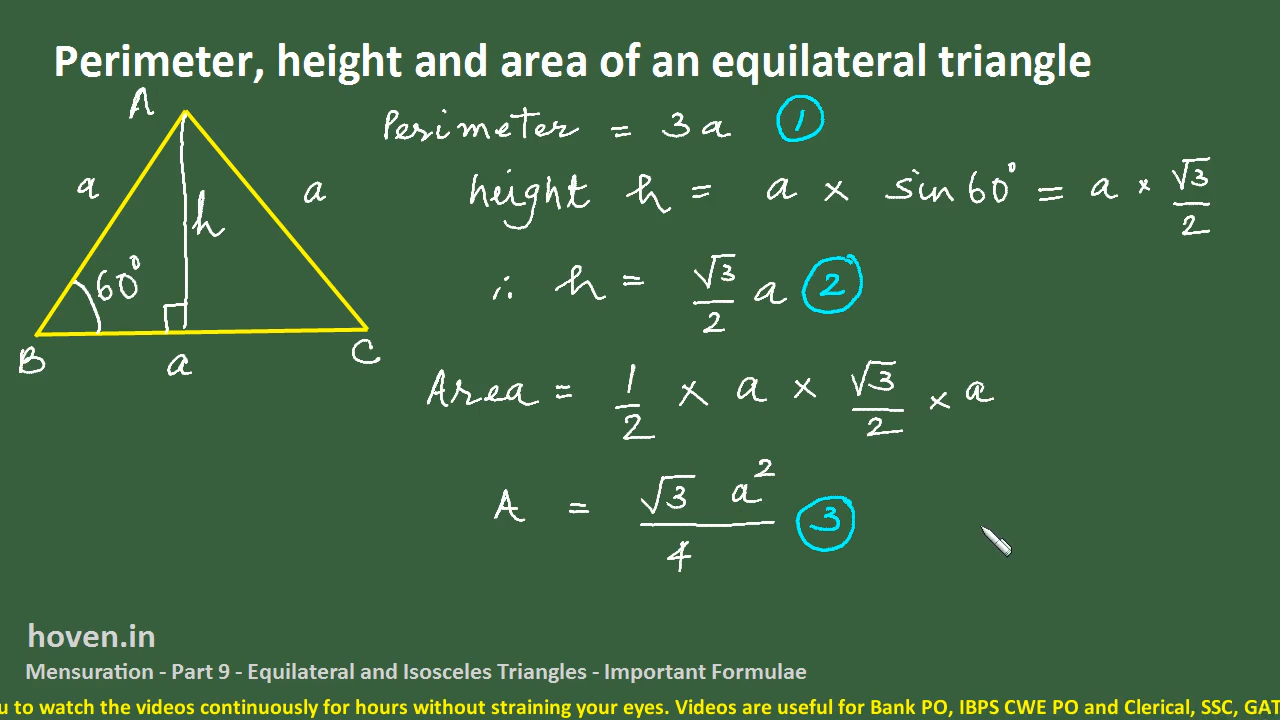 Perimeter, height and area of an equilateral triangle
A
a
a
h
60°
B
a
C
Perimeter = 3a ①
height h = a × sin 60° = a × √3/2
∴ h = √3/2 a ②
Area = 1/2 × a × √3/2 × a
A = √3 a²/4 ③
hoven.in
Mensuration - Part 9 - Equilateral and Isosceles Triangles - Important Formulae
u to watch the videos continuously for hours without straining your eyes. Videos are useful for Bank PO, IBPS CWE PO and Clerical, SSC, GAT